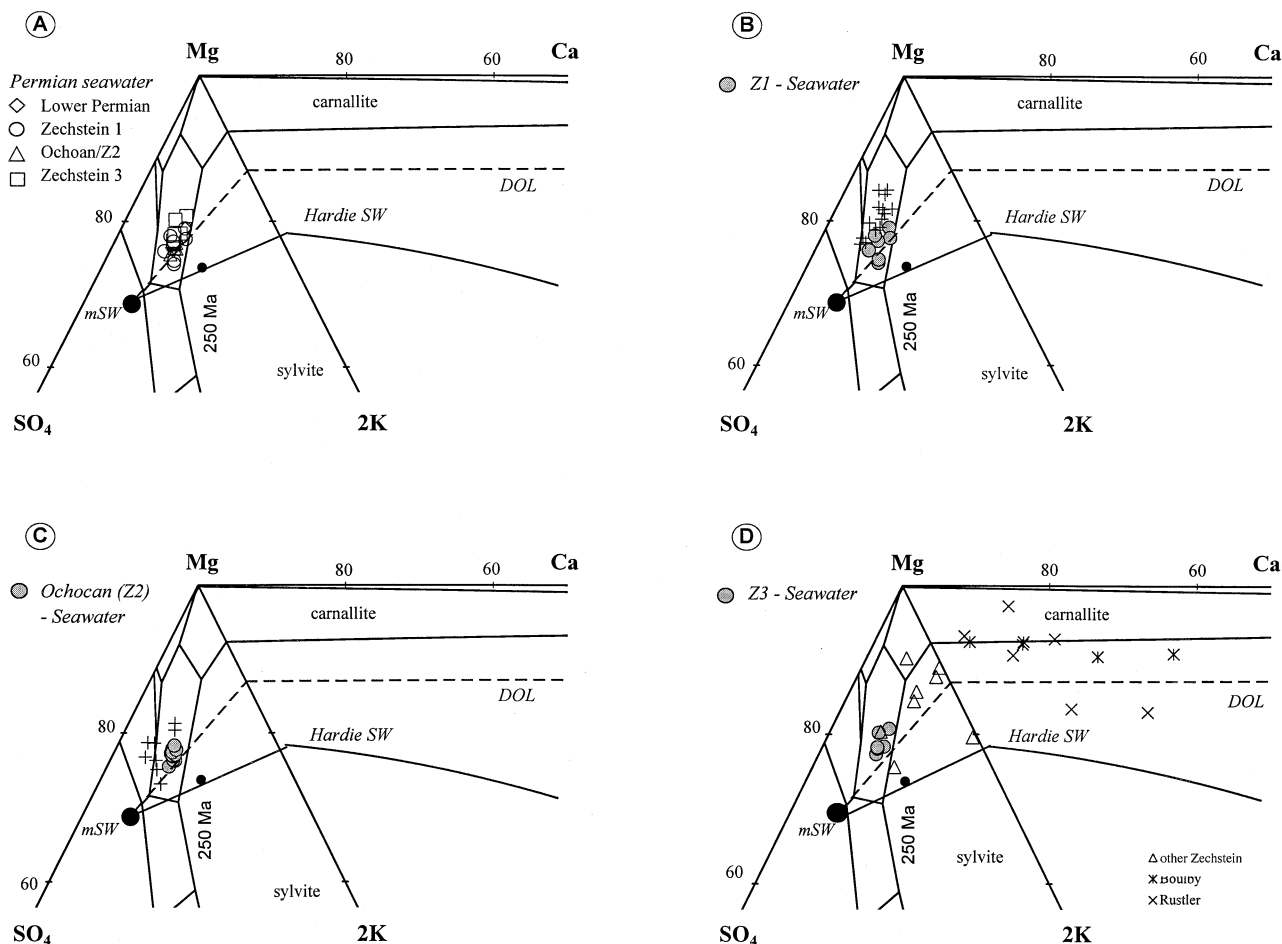 A
Mg
80
60
Ca
Permian seawater
Lower Permian
Zechstein 1
Ochoan/Z2
Zechstein 3
carnallite
DOL
80
Hardie SW
mSW
250 Ma
60
sylvite
SO4
2K
B
Mg
80
60
Ca
Z1 - Seawater
carnallite
DOL
80
Hardie SW
mSW
250 Ma
60
sylvite
SO4
2K
C
Mg
80
60
Ca
Ochocan (Z2)
- Seawater
carnallite
DOL
80
Hardie SW
mSW
250 Ma
60
sylvite
SO4
2K
D
Mg
80
60
Ca
Z3 - Seawater
carnallite
DOL
80
Hardie SW
mSW
250 Ma
60
sylvite
other Zechstein
Boulby
Rustler
SO4
2K